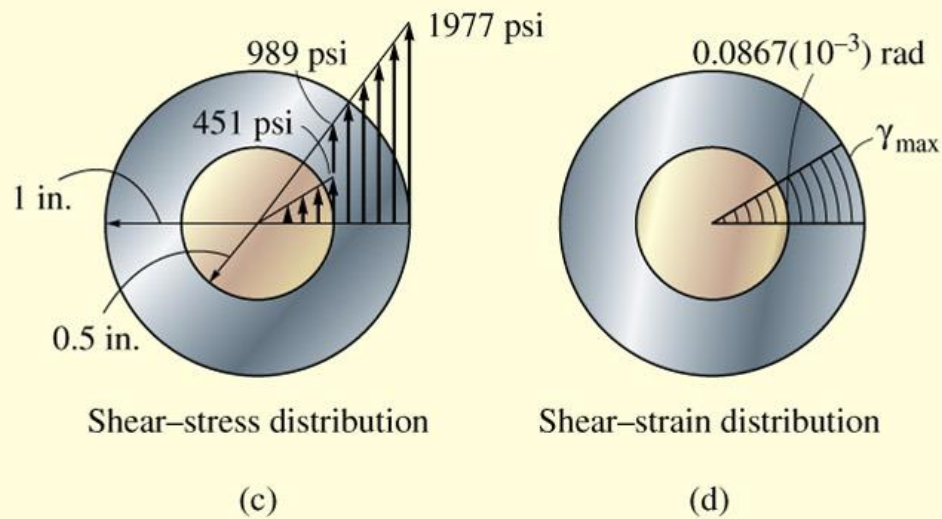 1977 psi
989 psi
451 psi
1 in.
0.5 in.
Shear–stress distribution
(c)
0.0867(10⁻³) rad
γmax
Shear–strain distribution
(d)